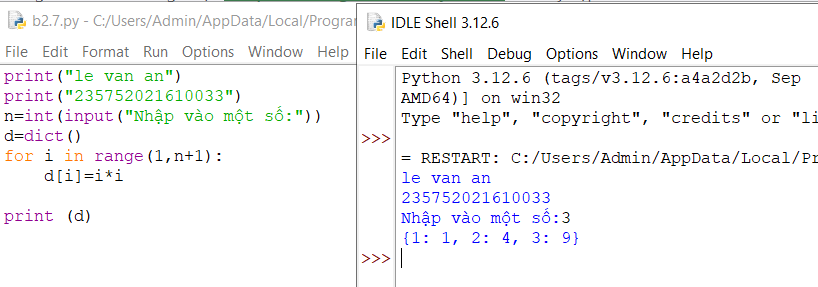 b2.7.py - C:/Users/Admin/AppData/Local/Program
File Edit Format Run Options Window
print("le van an")
print("235752021610033")
n=int(input("Nhập vào một số:"))
d=dict()
for i in range(1,n+1):
    d[i]=i*i
print (d)
IDLE Shell 3.12.6
File Edit Shell Debug Options Window Help
Python 3.12.6 (tags/v3.12.6:a4a2d2b, Sep
AMD64)] on win32
Type "help", "copyright", "credits" or "li
>>>
= RESTART: C:/Users/Admin/AppData/Local/Pr
le van an
235752021610033
Nhập vào một số:3
{1: 1, 2: 4, 3: 9}
>>>